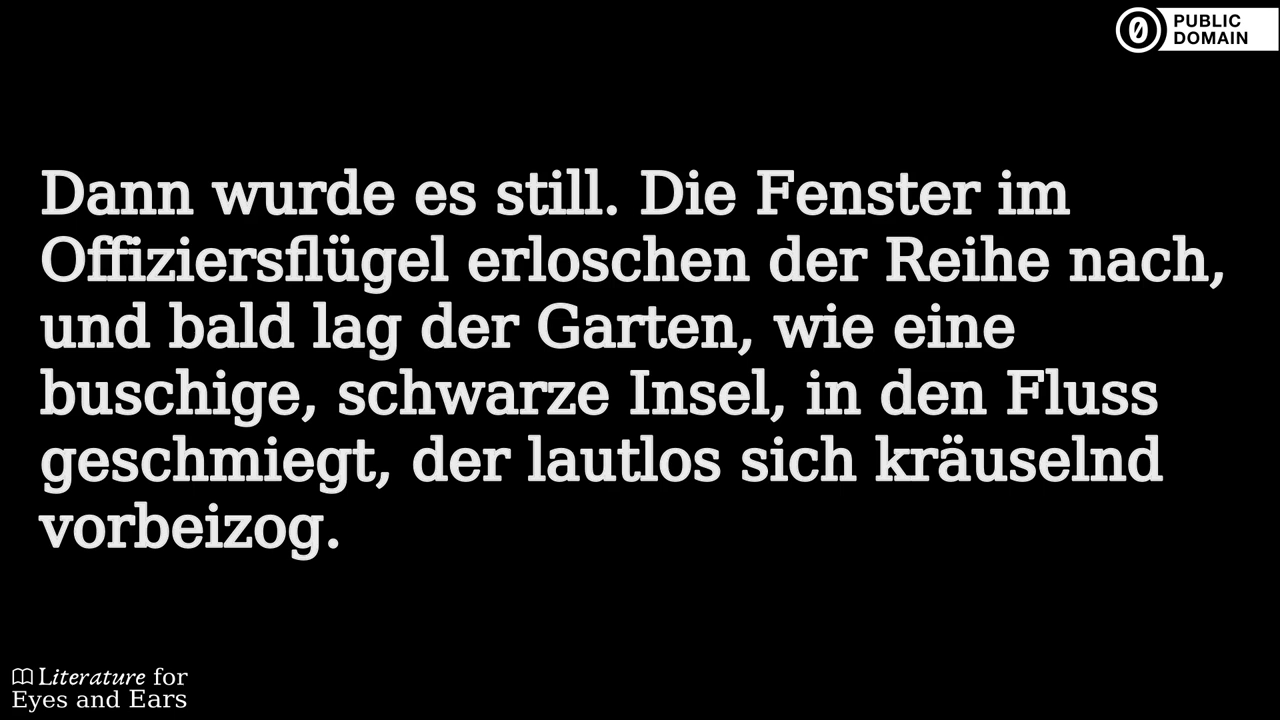 PUBLIC
DOMAIN
Dann wurde es still. Die Fenster im
Offiziersflügel erloschen der Reihe nach,
und bald lag der Garten, wie eine
buschige, schwarze Insel, in den Fluss
geschmiegt, der lautlos sich kräuselnd
vorbeizog.
Literature for
Eyes and Ears